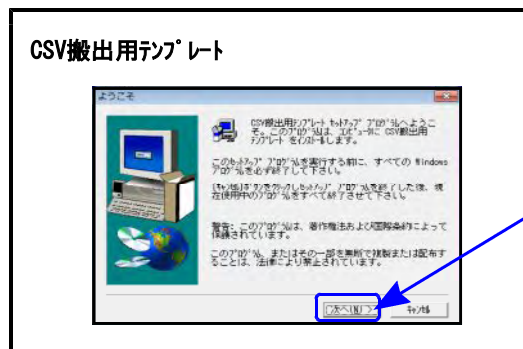 CSV搬出用ﾃﾝﾌﾟﾚｰﾄ
ようこそ
CSV搬出用ﾃﾝﾌﾟﾚｰﾄ ｾｯﾄｱｯﾌﾟ ﾌﾟﾛｸﾞﾗﾑへようこ
そ。このﾌﾟﾛｸﾞﾗﾑは、ｺﾝﾋﾟｭｰﾀに CSV搬出用
ﾃﾝﾌﾟﾚｰﾄ をｲﾝｽﾄｰﾙします。
このｾｯﾄｱｯﾌﾟ ﾌﾟﾛｸﾞﾗﾑを実行する前に、すべての Windows
ﾌﾟﾛｸﾞﾗﾑを必ず終了して下さい。
[ｷｬﾝｾﾙ]ﾎﾞﾀﾝをｸﾘｯｸしｾｯﾄｱｯﾌﾟ ﾌﾟﾛｸﾞﾗﾑを終了した後、現
在使用中のﾌﾟﾛｸﾞﾗﾑをすべて終了させて下さい。
警告: このﾌﾟﾛｸﾞﾗﾑは、著作権法および国際条約によって
保護されています。
このﾌﾟﾛｸﾞﾗﾑ、またはその一部を無断で複製または配布す
ることは、法律により禁止されています。
次へ(N) >
ｷｬﾝｾﾙ